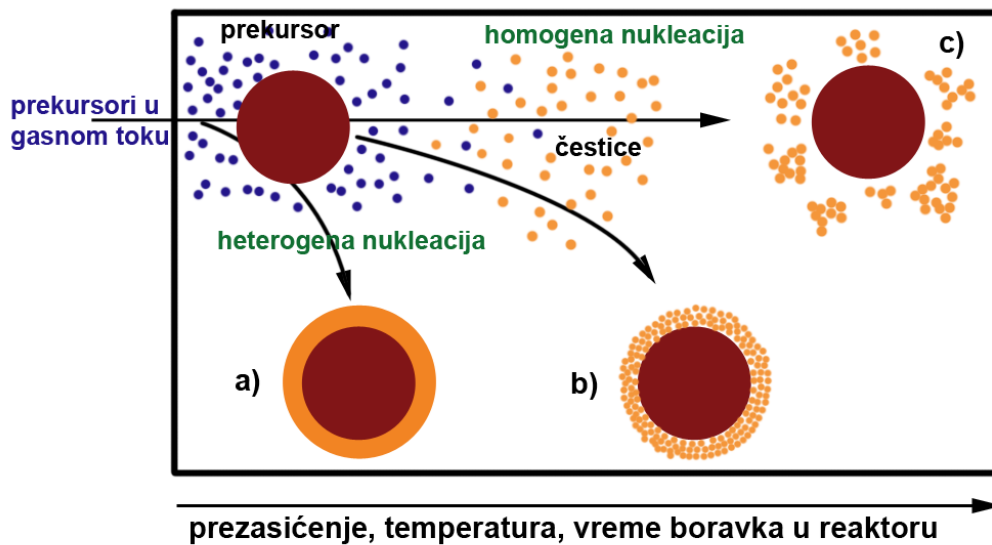 prekursor
homogena nukleacija
c)
prekursori u
gasnom toku
čestice
heterogena nukleacija
a)
b)
prezasićenje, temperatura, vreme boravka u reaktoru